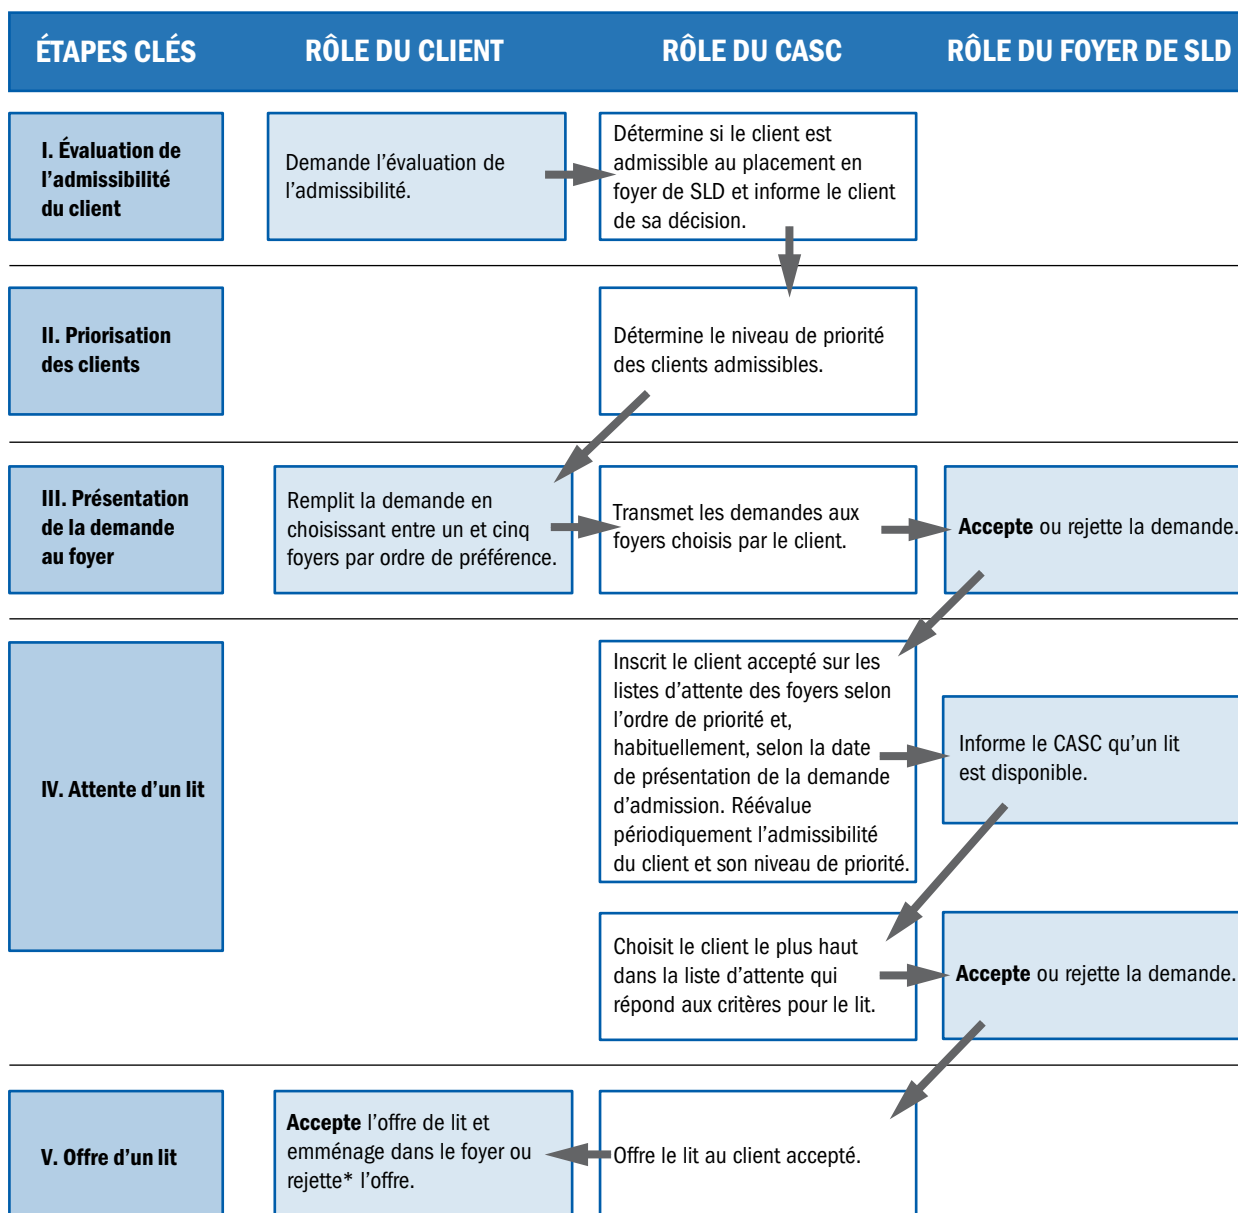 ÉTAPES CLÉS
RÔLE DU CLIENT
RÔLE DU CASC
RÔLE DU FOYER DE SLD
I. Évaluation de
l'admissibilité
du client
Demande l'évaluation de
l'admissibilité.
Détermine si le client est
admissible au placement en
foyer de SLD et informe le client
de sa décision.
II. Priorisation
des clients
Détermine le niveau de priorité
des clients admissibles.
III. Présentation
de la demande
au foyer
Remplit la demande en
choisissant entre un et cinq
foyers par ordre de préférence.
Transmet les demandes aux
foyers choisis par le client.
Accepte ou rejette la demande.
IV. Attente d'un lit
Inscrit le client accepté sur les
listes d'attente des foyers selon
l'ordre de priorité et,
habituellement, selon la date
de présentation de la demande
d'admission. Réévalue
périodiquement l'admissibilité
du client et son niveau de priorité.
Informe le CASC qu'un lit
est disponible.
Choisit le client le plus haut
dans la liste d'attente qui
répond aux critères pour le lit.
Accepte ou rejette la demande.
V. Offre d'un lit
Accepte l'offre de lit et
emménage dans le foyer ou
rejette* l'offre.
Offre le lit au client accepté.